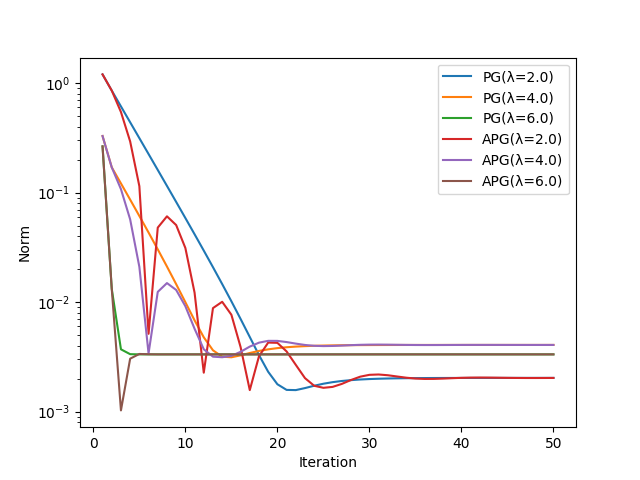 PG(λ=2.0)
PG(λ=4.0)
PG(λ=6.0)
APG(λ=2.0)
APG(λ=4.0)
APG(λ=6.0)
10⁰
10⁻¹
10⁻²
10⁻³
Norm
0 10 20 30 40 50
Iteration